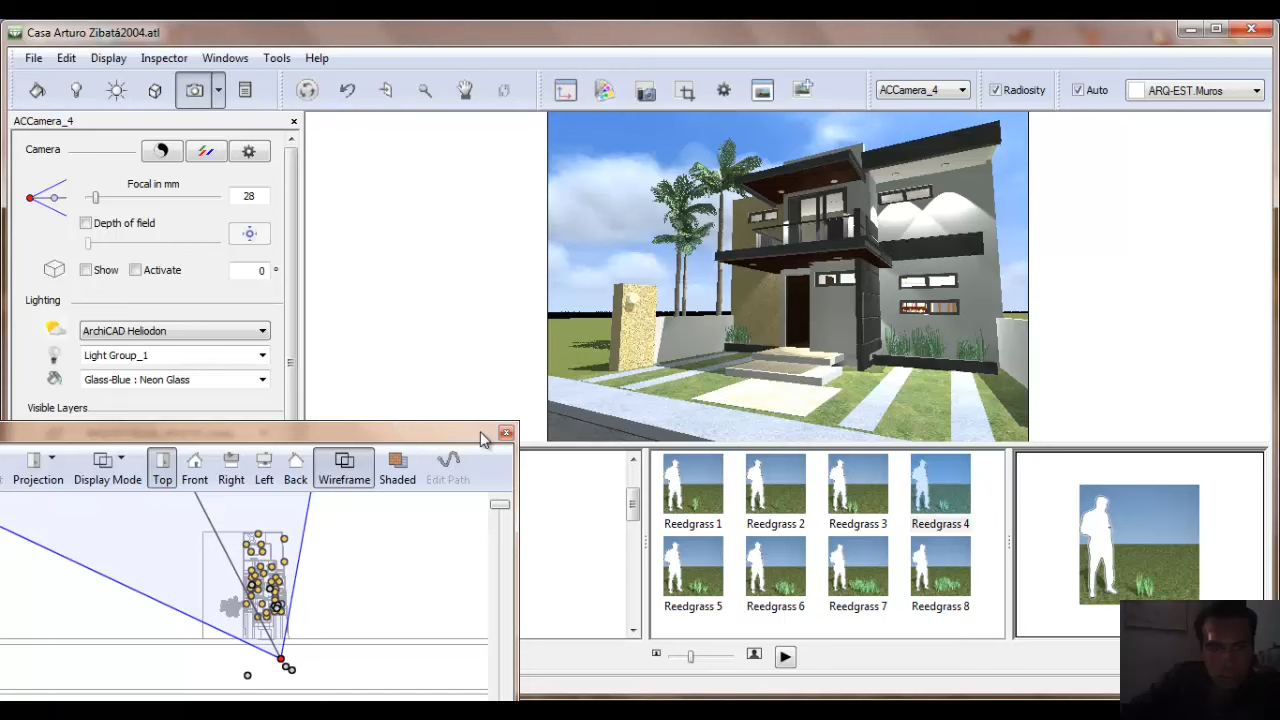 Casa Arturo Zibatá2004.atl
File Edit Display Inspector Windows Tools Help
ACCamera_4 Radiosity Auto ARQ-EST.Muros
ACCamera_4
Camera
Focal in mm
28
Depth of field
Show Activate 0 °
Lighting
ArchiCAD Heliodon
Light Group_1
Glass-Blue : Neon Glass
Visible Layers
Projection Display Mode Top Front Right Left Back Wireframe Shaded Edit Path
Reedgrass 1 Reedgrass 2 Reedgrass 3 Reedgrass 4
Reedgrass 5 Reedgrass 6 Reedgrass 7 Reedgrass 8